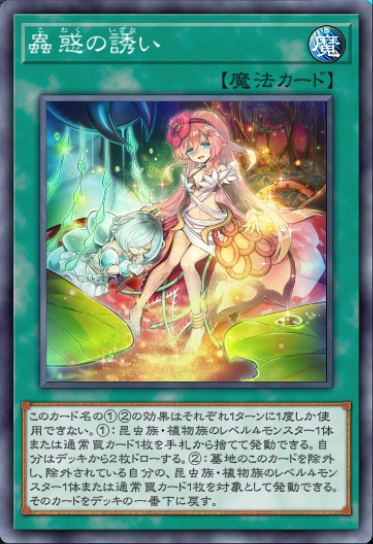 蟲惑の誘い
こ わく いざな
魔
【魔法カード】
このカード名の①②の効果はそれぞれ1ターンに1度しか使
用できない。①：昆虫族・植物族のレベル4モンスター1体
または通常罠カード1枚を手札から捨てて発動できる。自
分はデッキから2枚ドローする。②：墓地のこのカードを除外
し、除外されている自分の、昆虫族・植物族のレベル4モン
スター1体または通常罠カード1枚を対象として発動できる。
そのカードをデッキの一番下に戻す。